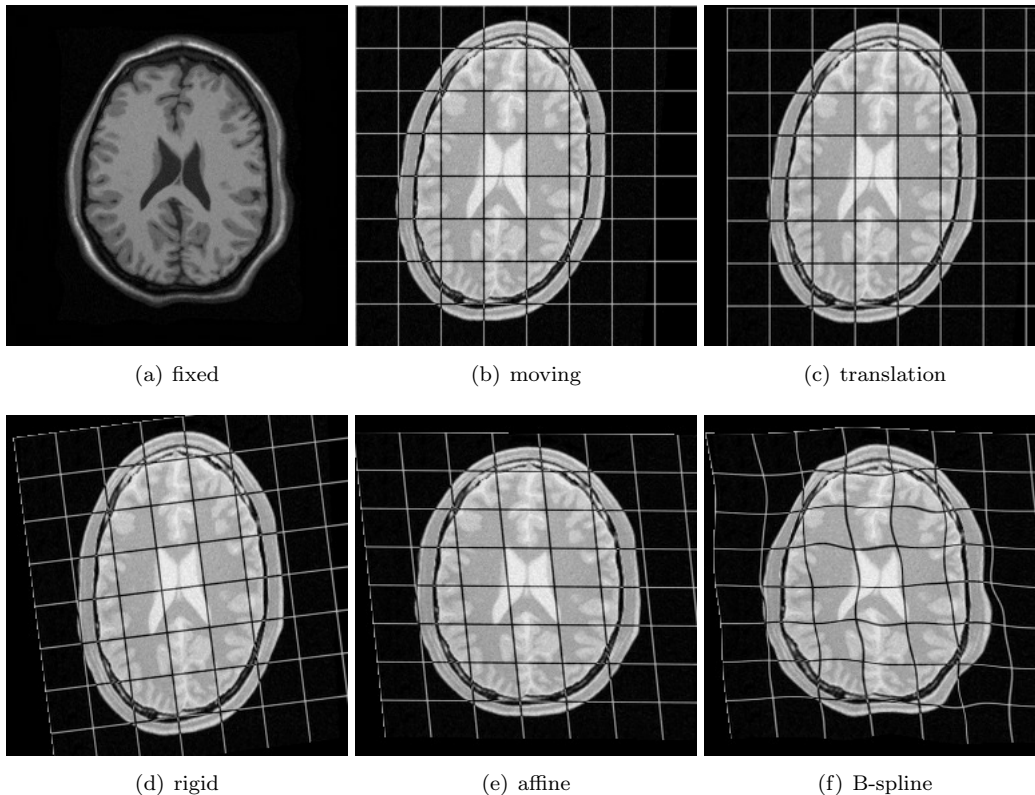 (a) fixed
(b) moving
(c) translation
(d) rigid
(e) affine
(f) B-spline